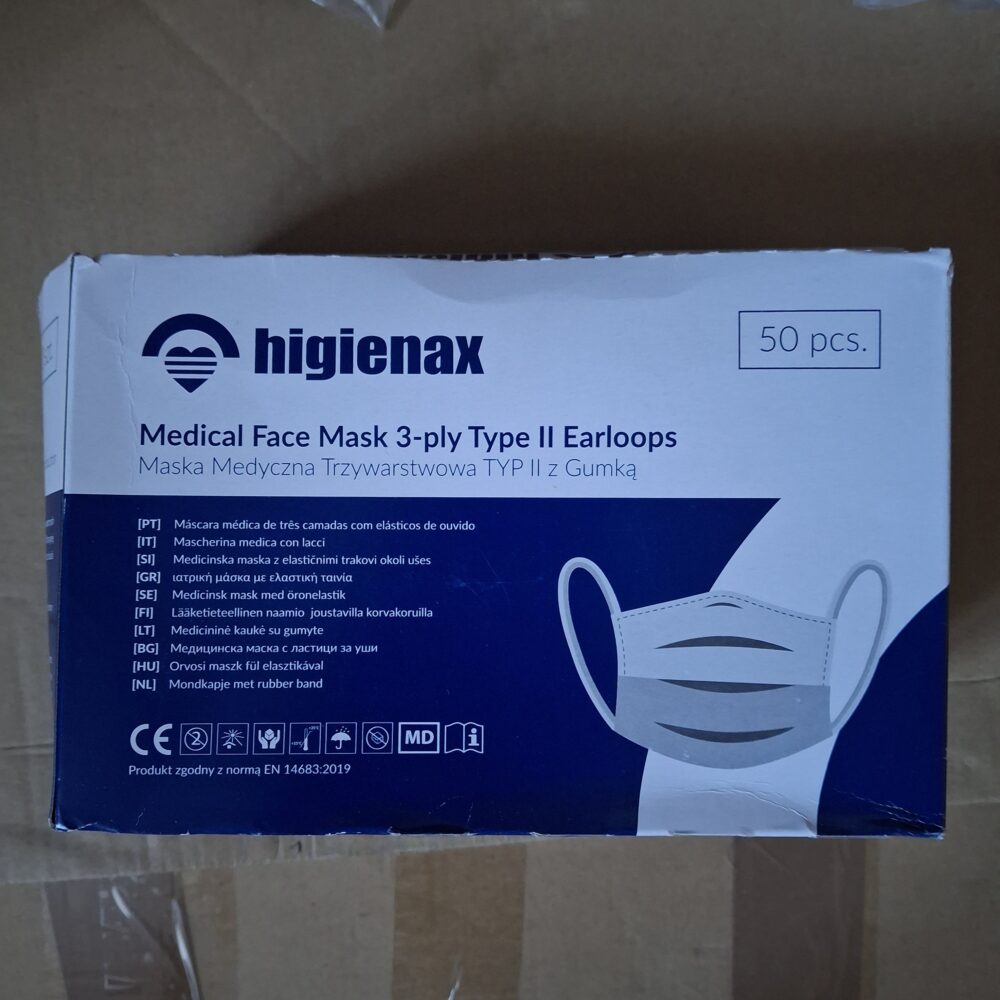 higienax
50 pcs.
Medical Face Mask 3-ply Type II Earloops
Maska Medyczna Trzywarstwowa TYP II z Gumką
[PT] Máscara médica de três camadas com elásticos de ouvido
[IT] Mascherina medica con lacci
[SI] Medicinska maska z elastičnimi trakovi okoli ušes
[GR] ιατρική μάσκα με ελαστική ταινία
[SE] Medicinsk mask med öronelastik
[FI] Lääketieteellinen naamio joustavilla korvakoruilla
[LT] Medicininė kaukė su gumyte
[BG] Медицинска маска с ластици за уши
[HU] Orvosi maszk fül elasztikával
[NL] Mondkapje met rubber band
CE 2 MD i
Produkt zgodny z normą EN 14683:2019